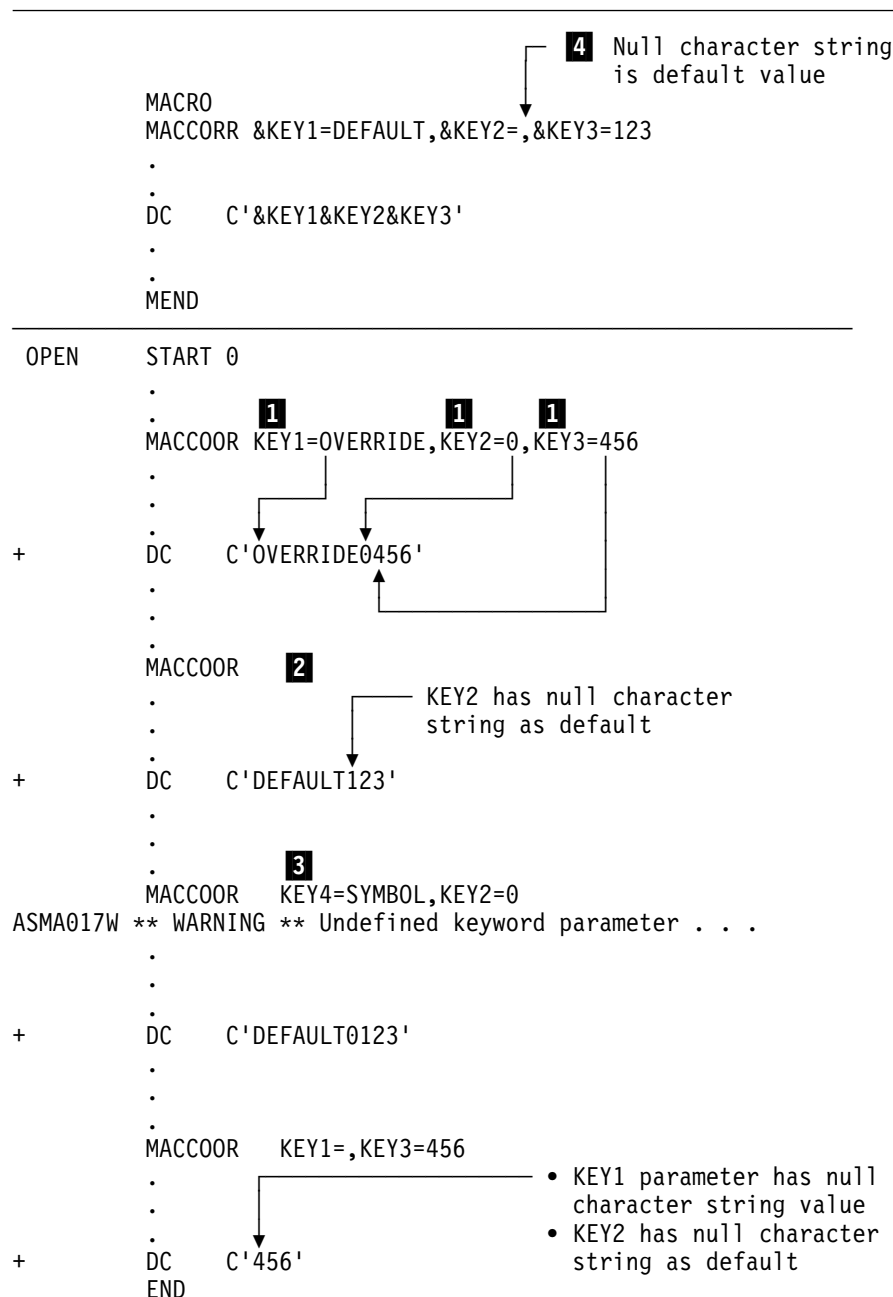 4 Null character string
is default value
MACRO
MACCORR &KEY1=DEFAULT,&KEY2=,&KEY3=123
.
.
DC C'&KEY1&KEY2&KEY3'
.
.
MEND
OPEN START 0
.
. 1 1 1
MACCOOR KEY1=OVERRIDE,KEY2=0,KEY3=456
.
.
.
+ DC C'OVERRIDE0456'
.
.
.
MACCOOR 2
. KEY2 has null character
. string as default
.
+ DC C'DEFAULT123'
.
.
. 3
MACCOOR KEY4=SYMBOL,KEY2=0
ASMA017W ** WARNING ** Undefined keyword parameter . . .
.
.
.
+ DC C'DEFAULT0123'
.
.
.
MACCOOR KEY1=,KEY3=456
. • KEY1 parameter has null
. character string value
. • KEY2 has null character
+ DC C'456' string as default
END